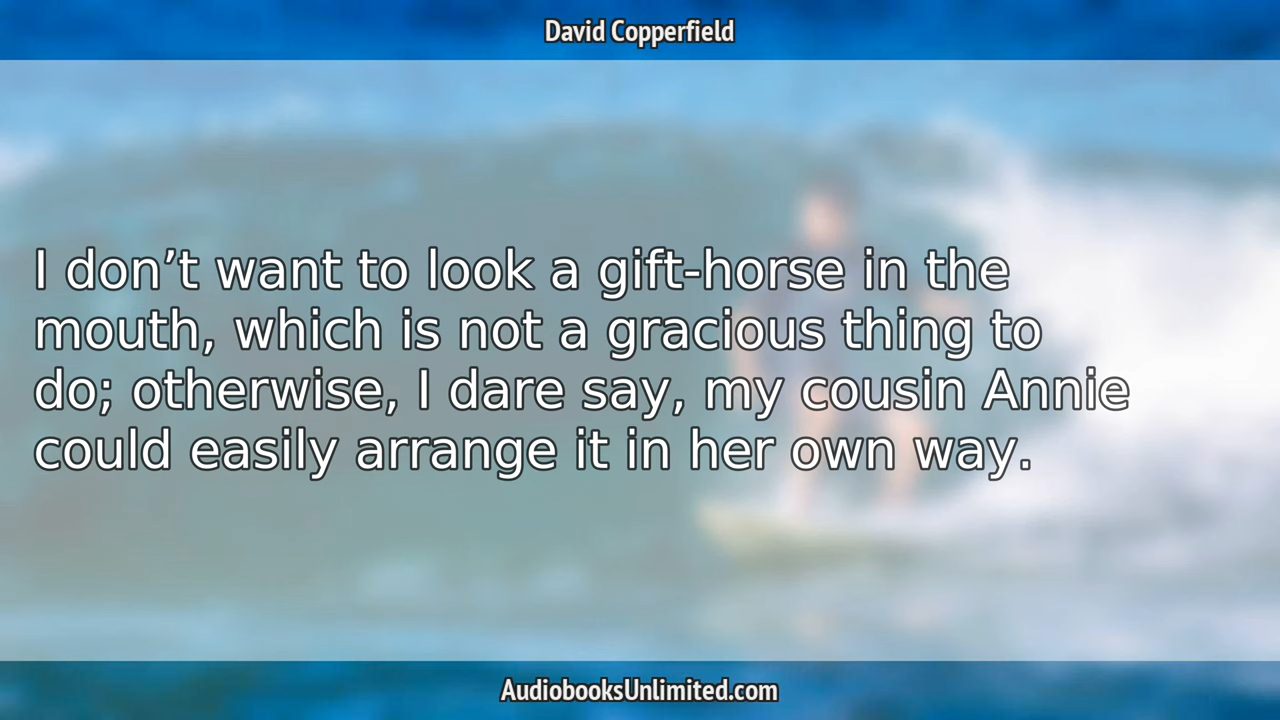 David Copperfield
I don’t want to look a gift-horse in the
mouth, which is not a gracious thing to
do; otherwise, I dare say, my cousin Annie
could easily arrange it in her own way.
AudiobooksUnlimited.com